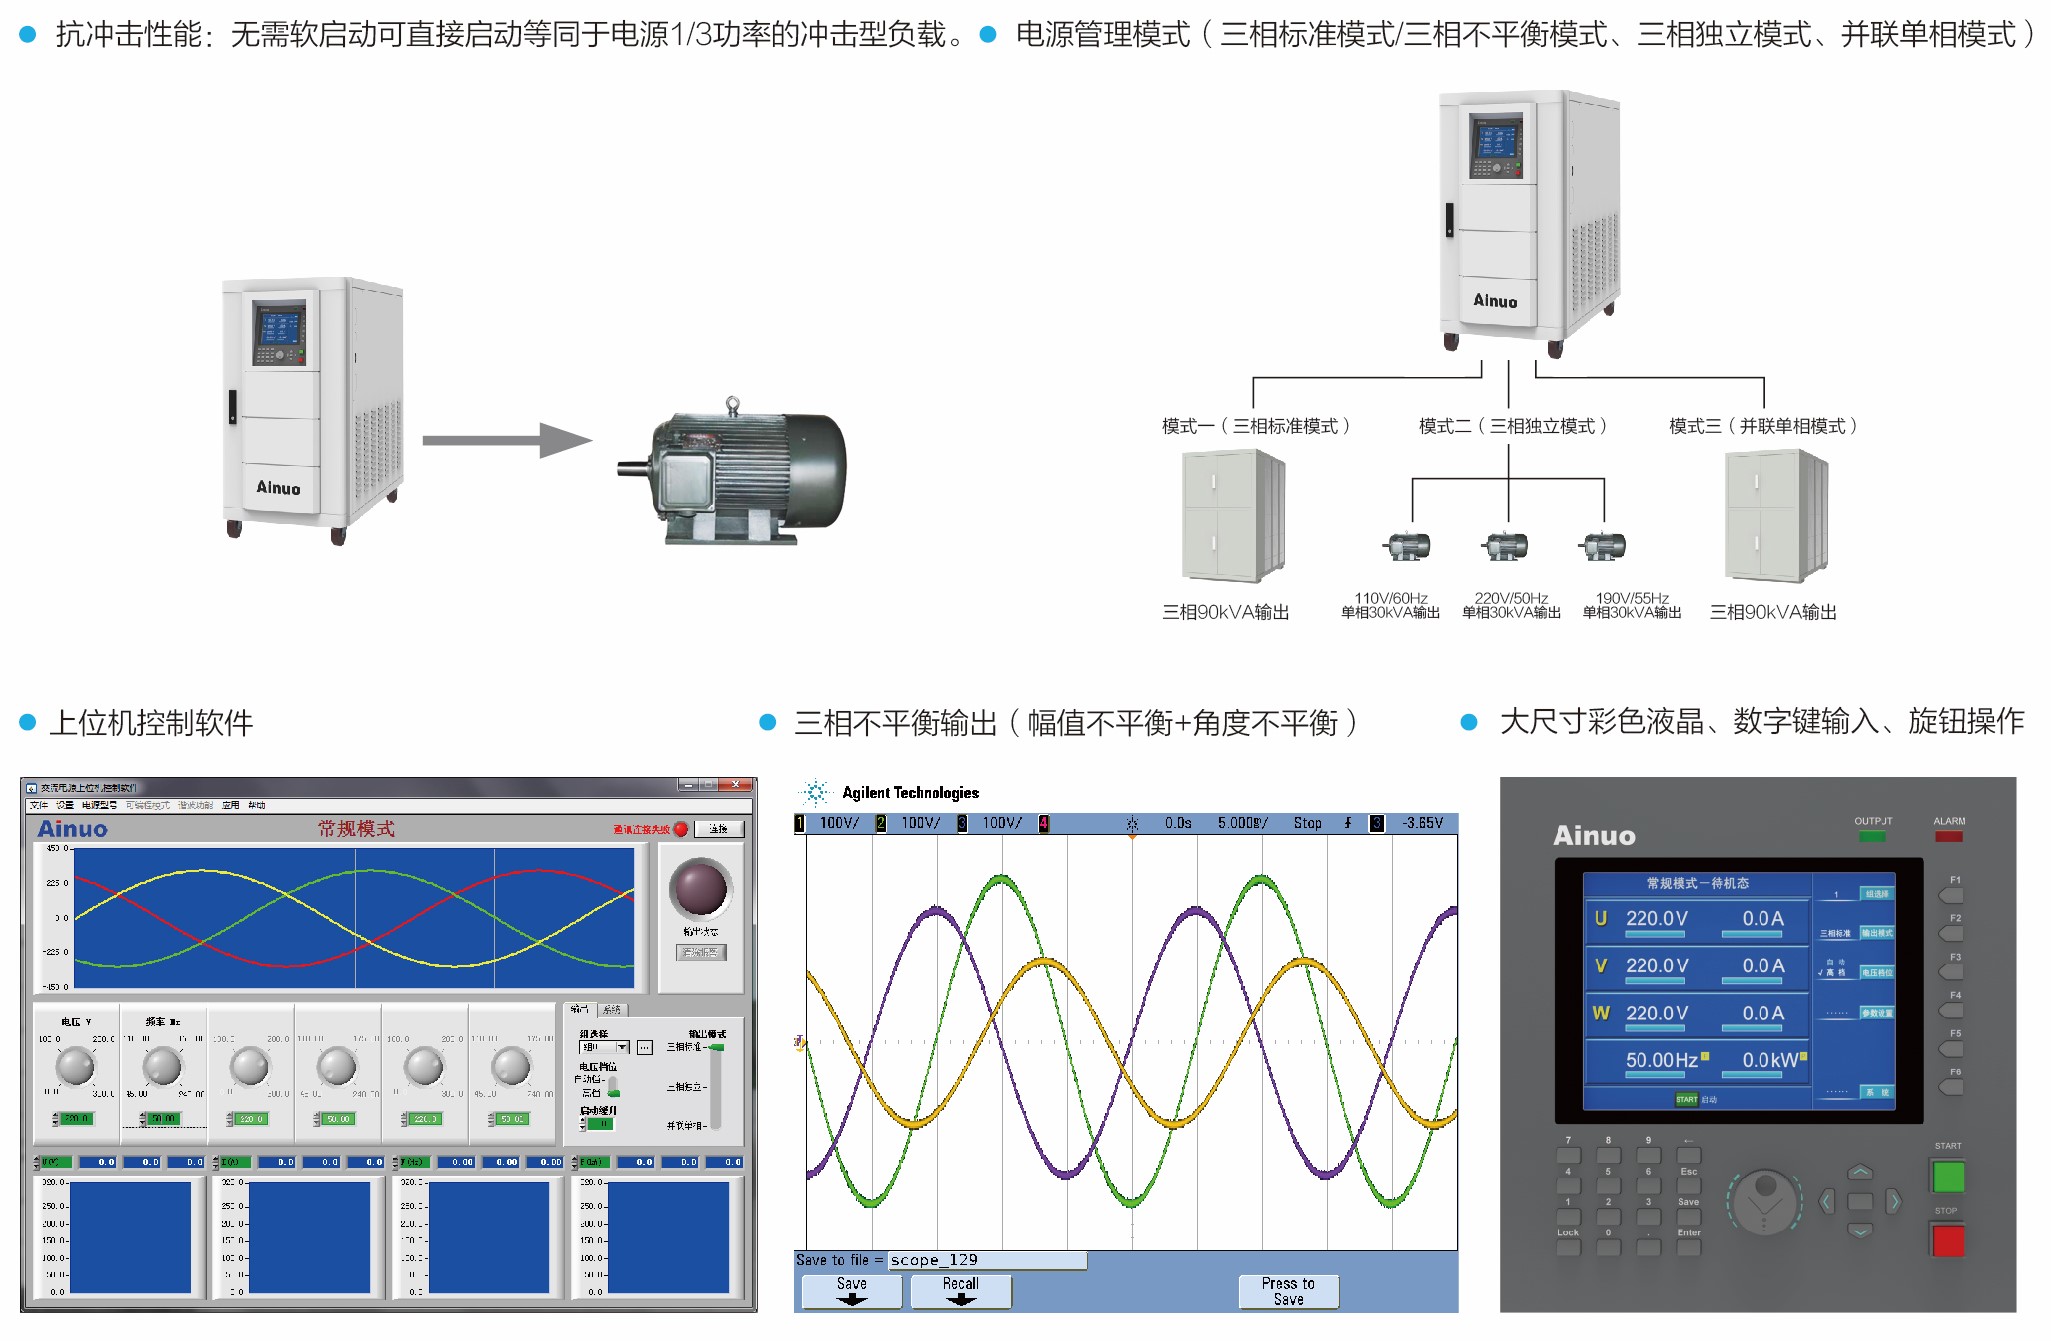 抗冲击性能：无需软启动可直接启动等同于电源1/3功率的冲击型负载。
电源管理模式（三相标准模式/三相不平衡模式、三相独立模式、并联单相模式）
Ainuo
Ainuo
模式一（三相标准模式）
模式二（三相独立模式）
模式三（并联单相模式）
三相90kVA输出
110V/60Hz
单相30kVA输出
220V/50Hz
单相30kVA输出
190V/55Hz
单相30kVA输出
三相90kVA输出
上位机控制软件
交流电源上位机控制软件
文件 设置 电源型号 可编程模式 谐波功能 应用 帮助
Ainuo
常规模式
通讯连接失败
连接
450.0
225.0
0.0
-225.0
-450.0
输出状态
电压 V
频率 Hz
220.0
50.00
220.0
50.00
220.0
50.00
输出 系统
组选择
输出模式
三相标准
电压档位
自动档
高档
三相独立
启动缓升
0
并联单相
U(V) 0.0 0.0 0.0
I(A) 0.0 0.0 0.0
F(Hz) 0.00 0.00 0.00
P(kW) 0.0 0.0 0.0
三相不平衡输出（幅值不平衡+角度不平衡）
Agilent Technologies
1 100V/ 2 100V/ 3 100V/ 4 0.0s Stop 3 -3.65V
Save to file = scope_129
Save
Recall
Press to
Save
大尺寸彩色液晶、数字键输入、旋钮操作
Ainuo
OUTPUT
ALARM
常规模式－待机态
1 组选择
U 220.0V 0.0A
三相标准 输出模式
V 220.0V 0.0A
自动
√高档 电压档位
W 220.0V 0.0A
...... 参数设置
50.00Hz 0.0kW
...... 系统
START 启动
F1
F2
F3
F4
F5
F6
7 8 9 ←
4 5 6 Esc
1 2 3 Save
Lock 0 . Enter
START
STOP